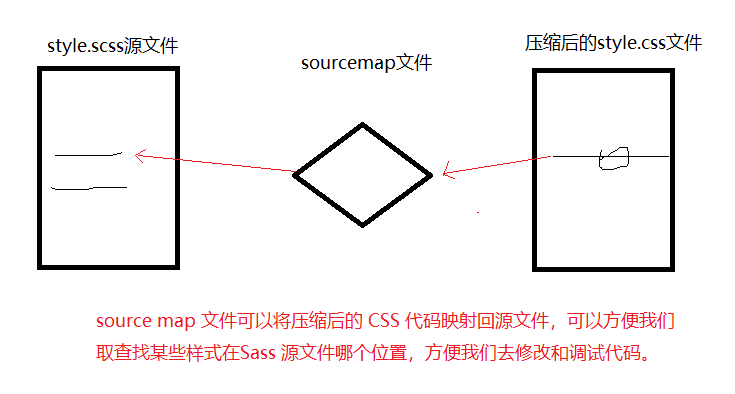 style.scss源文件
sourcemap文件
压缩后的style.css文件
source map 文件可以将压缩后的 CSS 代码映射回源文件，可以方便我们
取查找某些样式在Sass 源文件哪个位置，方便我们去修改和调试代码。